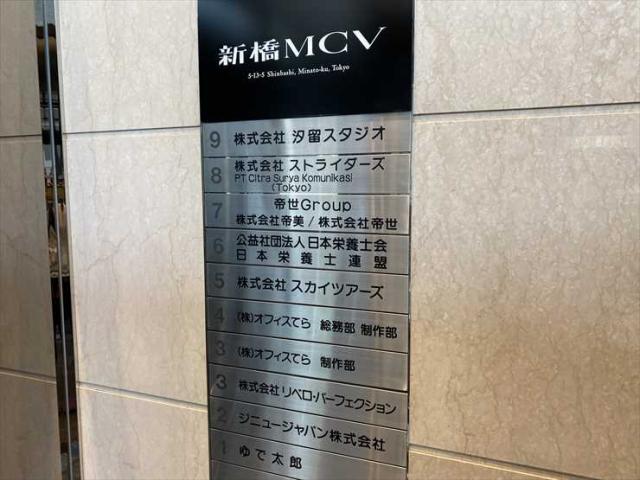 新橋MCV
5-13-5 Shinbashi, Minato-ku, Tokyo
9 株式会社 汐留スタジオ
8 株式会社 ストライダーズ
PT Citra Surya Komunikasi
(Tokyo)
7 帝世Group
株式会社帝美/株式会社帝世
6 公益社団法人日本栄養士会
日本栄養士連盟
5 株式会社 スカイツアーズ
4 (株)オフィスてら 総務部 制作部
3 (株)オフィスてら 制作部
3 株式会社 リベロ・パーフェクション
2 ジニュージャパン株式会社
1 ゆで太郎